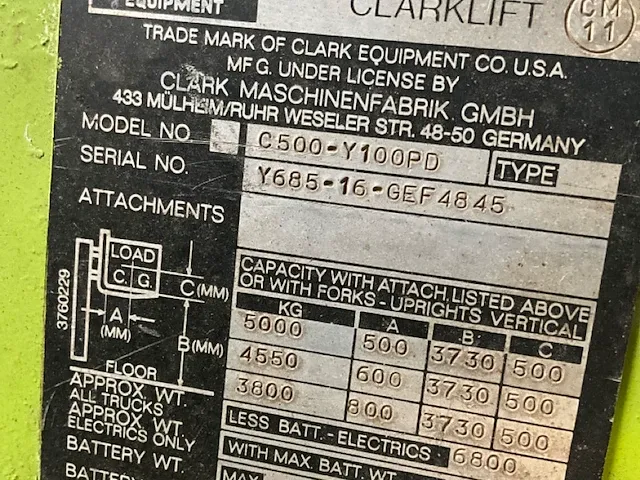 EQUIPMENT
CLARKLIFT
CM
11
TRADE MARK OF CLARK EQUIPMENT CO. U.S.A.
MFG. UNDER LICENSE BY
CLARK MASCHINENFABRIK GMBH
433 MÜLHEIM/RUHR WESELER STR. 48-50 GERMANY
MODEL NO C500-Y100PD TYPE
SERIAL NO. Y685-16-GEF4845
ATTACHMENTS
LOAD
C. G.
C(MM)
A
(MM)
B(MM)
FLOOR
3760229
CAPACITY WITH ATTACH. LISTED ABOVE
OR WITH FORKS-UPRIGHTS VERTICAL
KG A B C
5000 500 3730 500
4550 600 3730 500
3800 800 3730 500
APPROX. WT.
ALL TRUCKS
LESS BATT.-ELECTRICS · 6800
APPROX. WT.
ELECTRICS ONLY
WITH MAX. BATT. WT.
BATTERY WT.
MAX